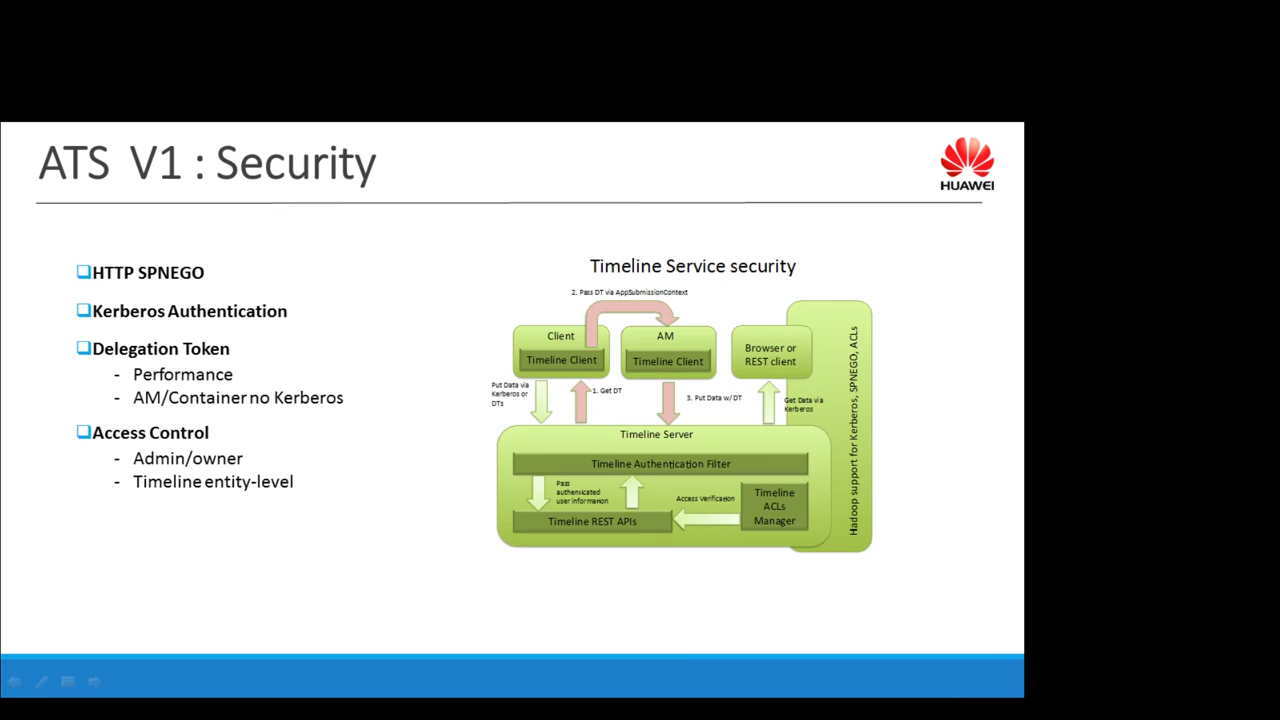 ATS V1 : Security
HUAWEI
HTTP SPNEGO
Kerberos Authentication
Delegation Token
- Performance
- AM/Container no Kerberos
Access Control
- Admin/owner
- Timeline entity-level
Timeline Service security
2. Pass DT via AppSubmissionContext
Client
Timeline Client
AM
Timeline Client
Browser or
REST client
Put Data via
Kerberos or
DTs
1. Get DT
3. Put Data w/ DT
Get Data via
Kerberos
Timeline Server
Timeline Authentication Filter
Pass
authenticated
user information
Access Verification
Timeline
ACLs
Manager
Timeline REST APIs
Hadoop support for Kerberos, SPNEGO, ACLs